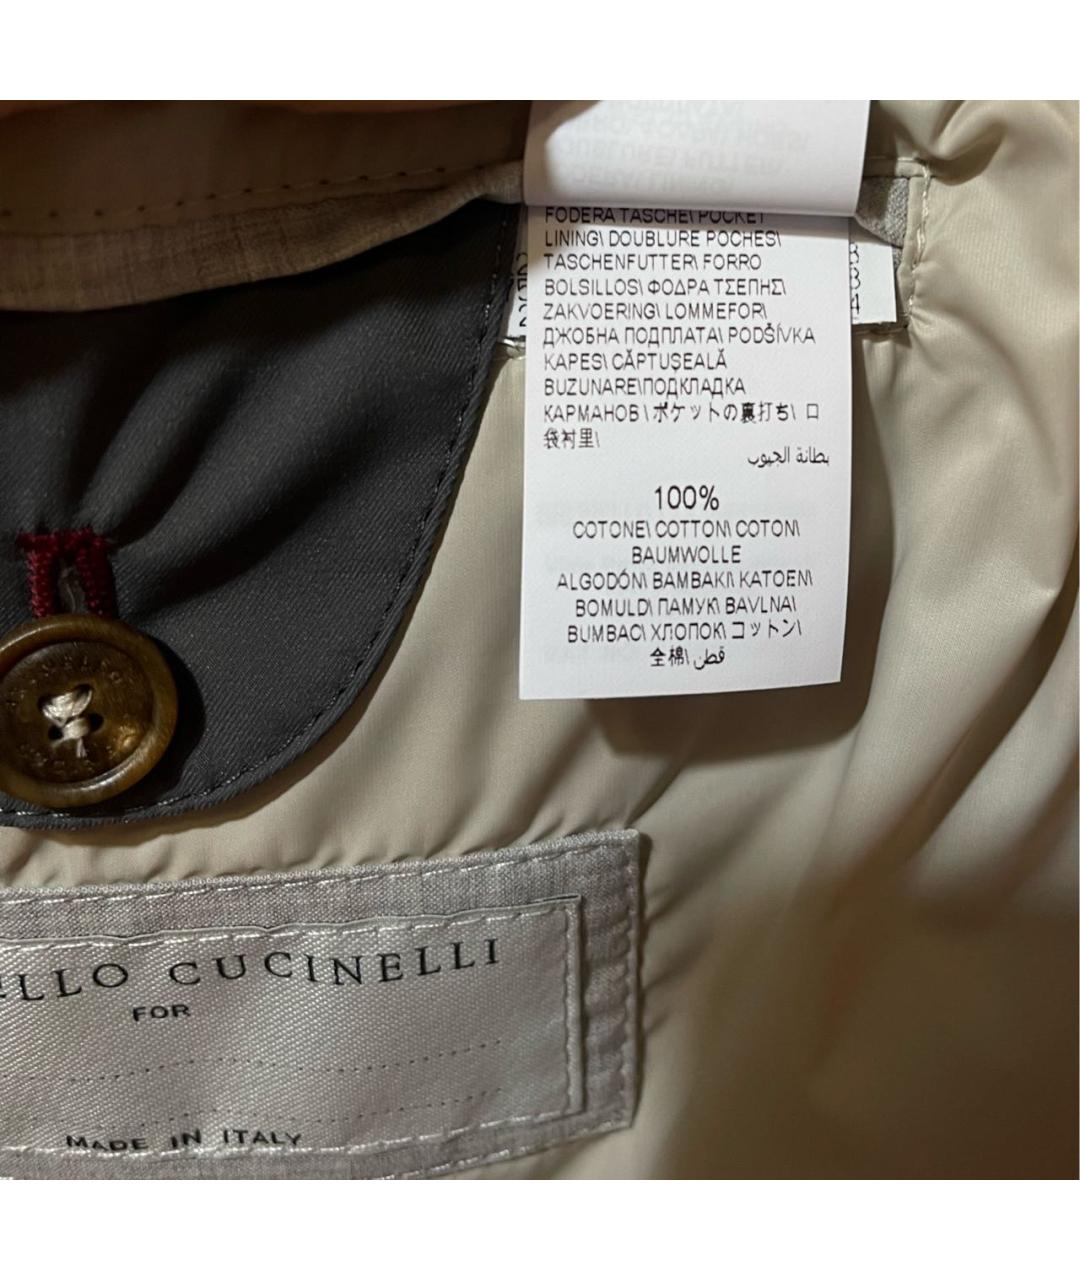 FODERA TASCHE\ POCKET
LINING\ DOUBLURE POCHES\
TASCHENFUTTER\ FORRO
BOLSILLOS\ ΦΟΔΡΑ ΤΣΕΠΗΣ\
ZAKVOERING\ LOMMEFOR\
ДЖОБНА ПОДПЛАТА\ PODŠÍVKA
KAPES\ CĂPTUȘEALĂ
BUZUNARE\ПОДКЛАДКА
КАРМАНОВ\ポケットの裏打ち\ 口
袋衬里\
بطانة الجيوب
100%
COTONE\ COTTON\ COTON\
BAUMWOLLE
ALGODÓN\ BAMBAKI\ KATOEN\
BOMULD\ ПАМУК\ BAVLNA\
BUMBAC\ ХЛОПОК\ コットン\
全棉\ قطن
LLO CUCINELLI
FOR
MADE IN ITALY